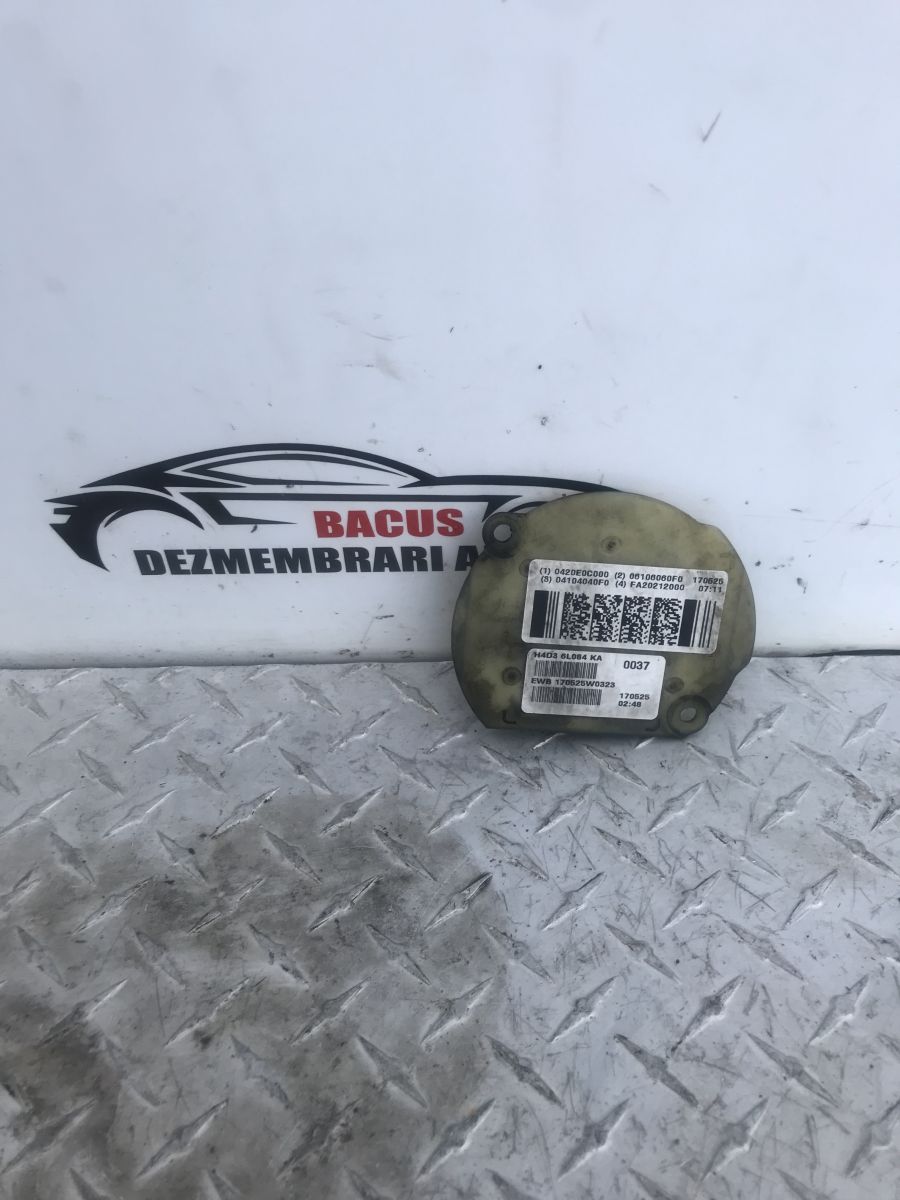 BACUS
DEZMEMBRARI A
(1) 0420E0C000 (2) 06106060F0 170525
(3) 04104040F0 (4) FA20212000 07:11
H4D3 6L084 KA 0037
EWB 170525W0323
170525
02:48